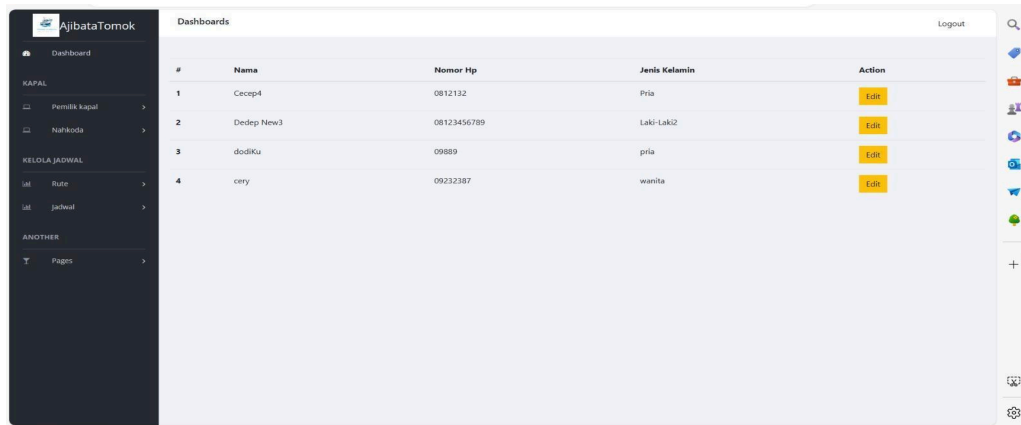 AjibataTomok
Dashboard
KAPAL
Pemilik kapal
Nahkoda
KELOLA JADWAL
Rute
Jadwal
ANOTHER
Pages
Dashboards
Logout
# Nama Nomor Hp Jenis Kelamin Action
1 Cecep4 0812132 Pria Edit
2 Dedep New3 08123456789 Laki-Laki2 Edit
3 dodiKu 09889 pria Edit
4 cery 09232387 wanita Edit